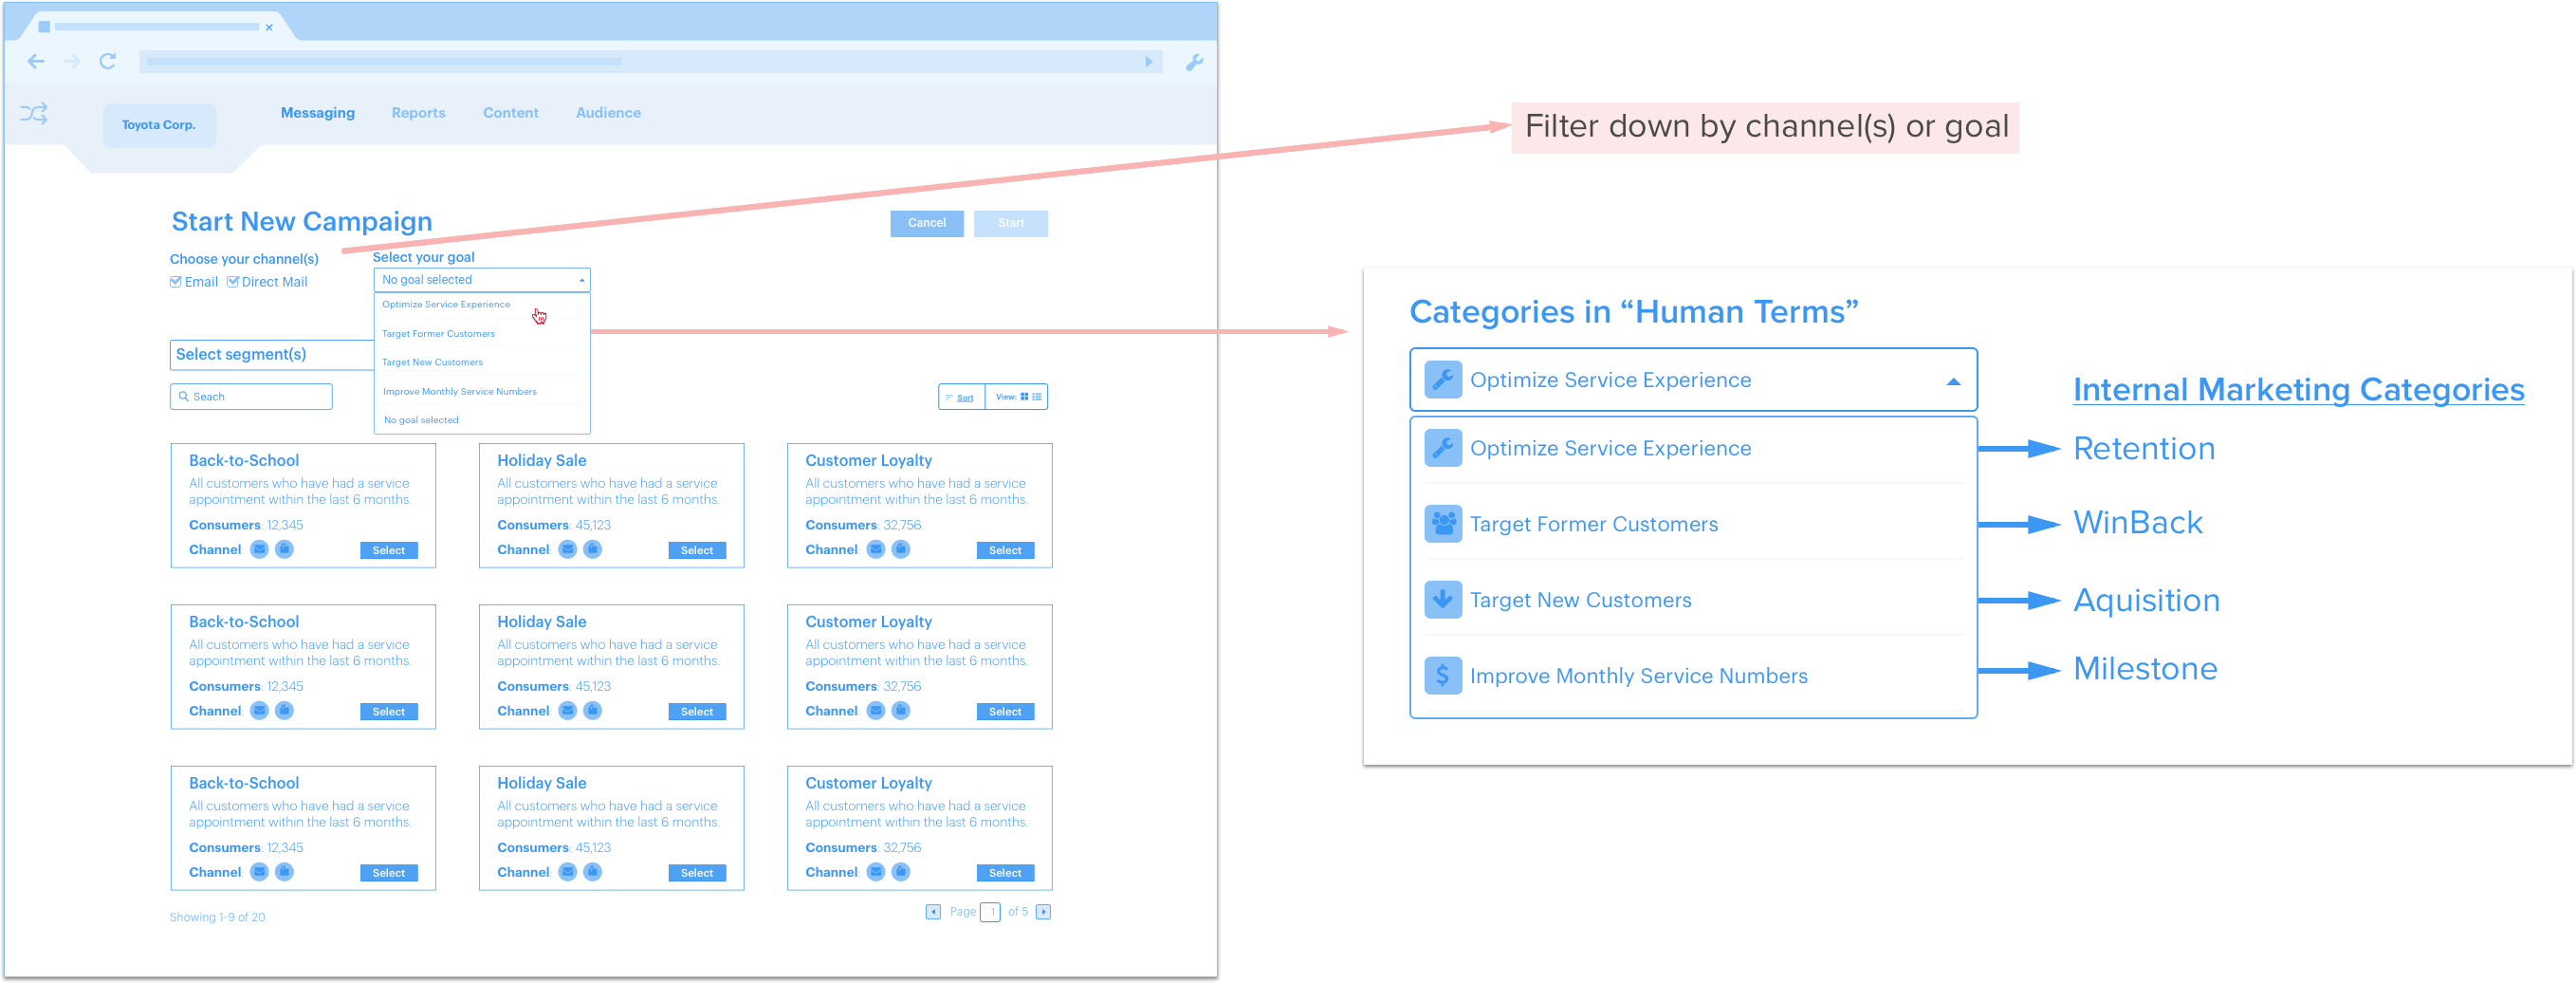 Toyota Corp.
Messaging Reports Content Audience
Filter down by channel(s) or goal
Start New Campaign
Cancel Start
Choose your channel(s)
Email Direct Mail
Select your goal
No goal selected
Optimize Service Experience
Target Former Customers
Target New Customers
Improve Monthly Service Numbers
No goal selected
Select segment(s)
Seach
Sort View:
Back-to-School
All customers who have had a service
appointment within the last 6 months.
Consumers: 12,345
Channel
Select
Holiday Sale
All customers who have had a service
appointment within the last 6 months.
Consumers: 45,123
Channel
Select
Customer Loyalty
All customers who have had a service
appointment within the last 6 months.
Consumers: 32,756
Channel
Select
Back-to-School
All customers who have had a service
appointment within the last 6 months.
Consumers: 12,345
Channel
Select
Holiday Sale
All customers who have had a service
appointment within the last 6 months.
Consumers: 45,123
Channel
Select
Customer Loyalty
All customers who have had a service
appointment within the last 6 months.
Consumers: 32,756
Channel
Select
Back-to-School
All customers who have had a service
appointment within the last 6 months.
Consumers: 12,345
Channel
Select
Holiday Sale
All customers who have had a service
appointment within the last 6 months.
Consumers: 45,123
Channel
Select
Customer Loyalty
All customers who have had a service
appointment within the last 6 months.
Consumers: 32,756
Channel
Select
Showing 1-9 of 20
Page 1 of 5
Categories in “Human Terms”
Optimize Service Experience
Internal Marketing Categories
Optimize Service Experience
Retention
Target Former Customers
WinBack
Target New Customers
Aquisition
Improve Monthly Service Numbers
Milestone